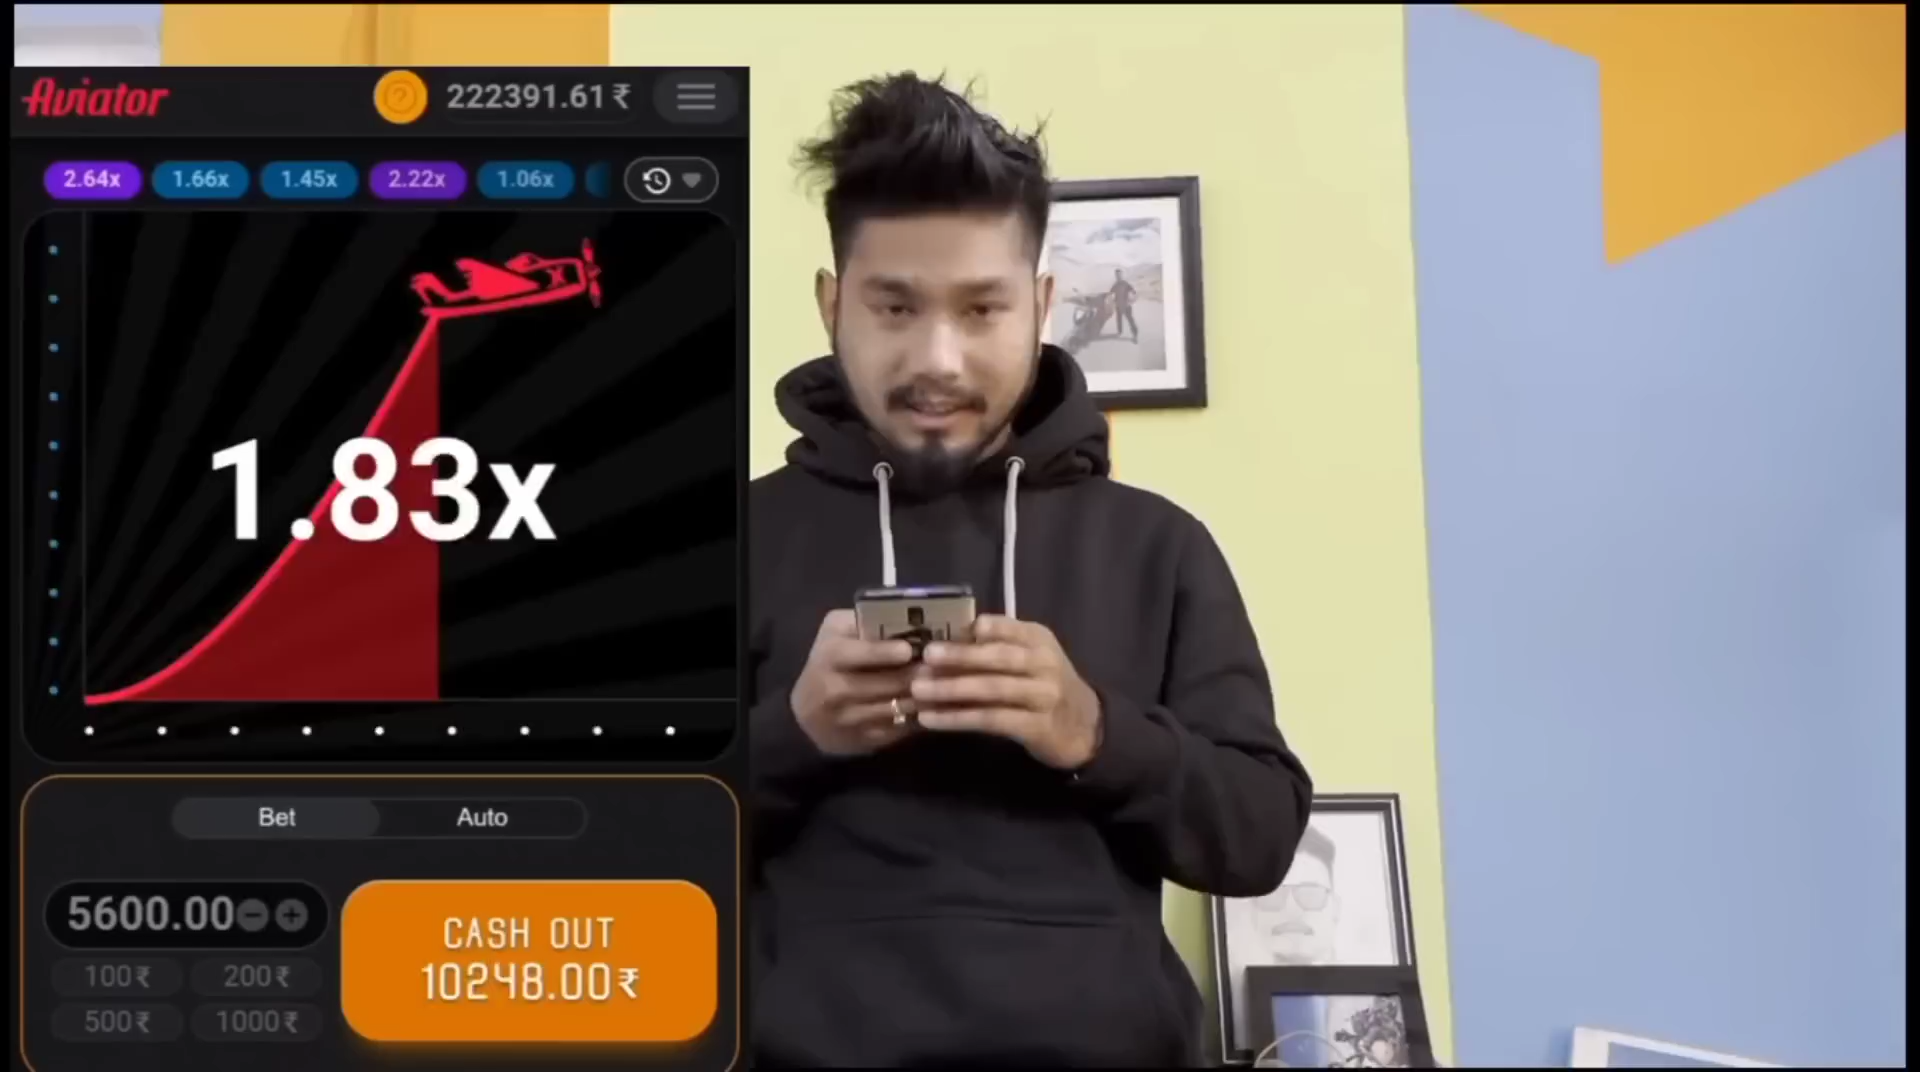 Aviator
222391.61₹
2.64x 1.66x 1.45x 2.22x 1.06x
1.83x
Bet Auto
5600.00
CASH OUT
10248.00₹
100₹ 200₹
500₹ 1000₹